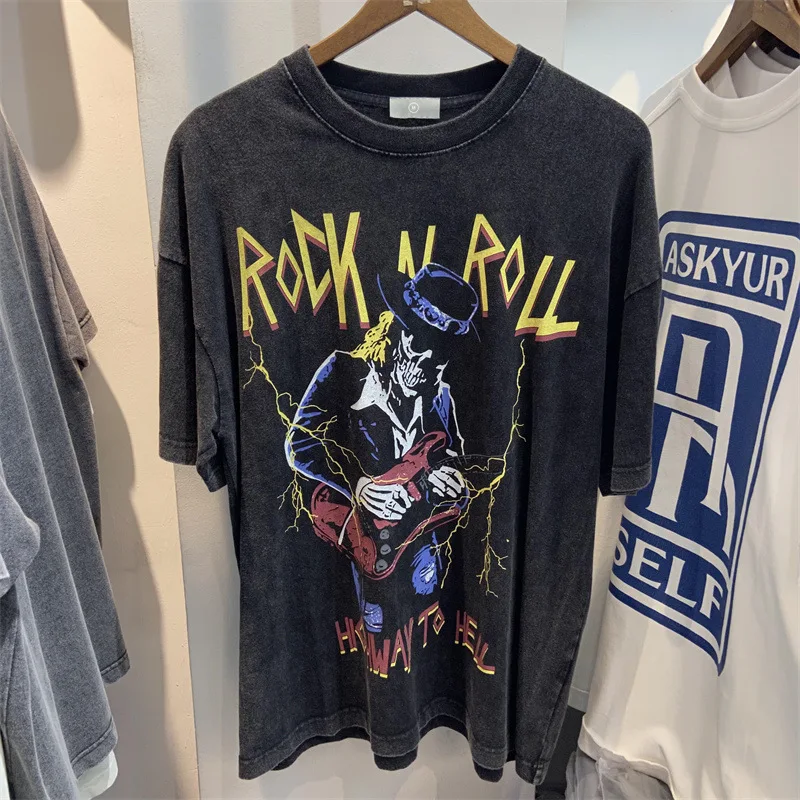 ROCK N ROLL
HIGHWAY TO HELL
ASKYUR
SELF